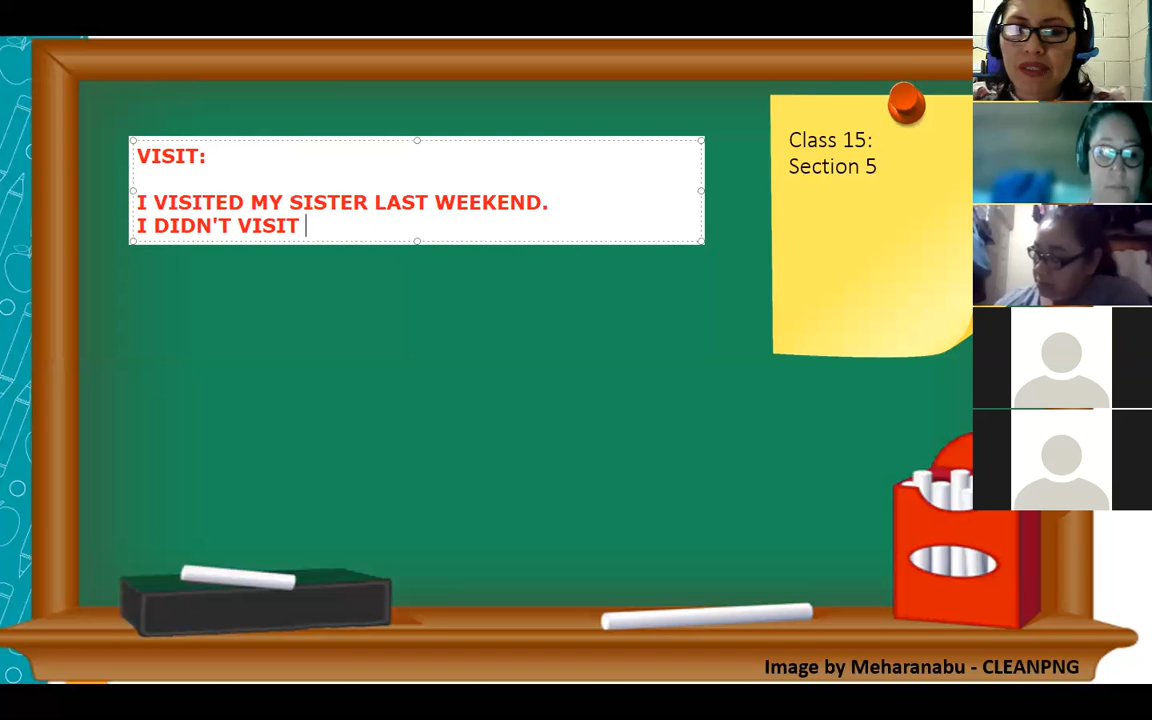 VISIT:
I VISITED MY SISTER LAST WEEKEND.
I DIDN'T VISIT
Class 15:
Section 5
Image by Meharanabu - CLEANPNG